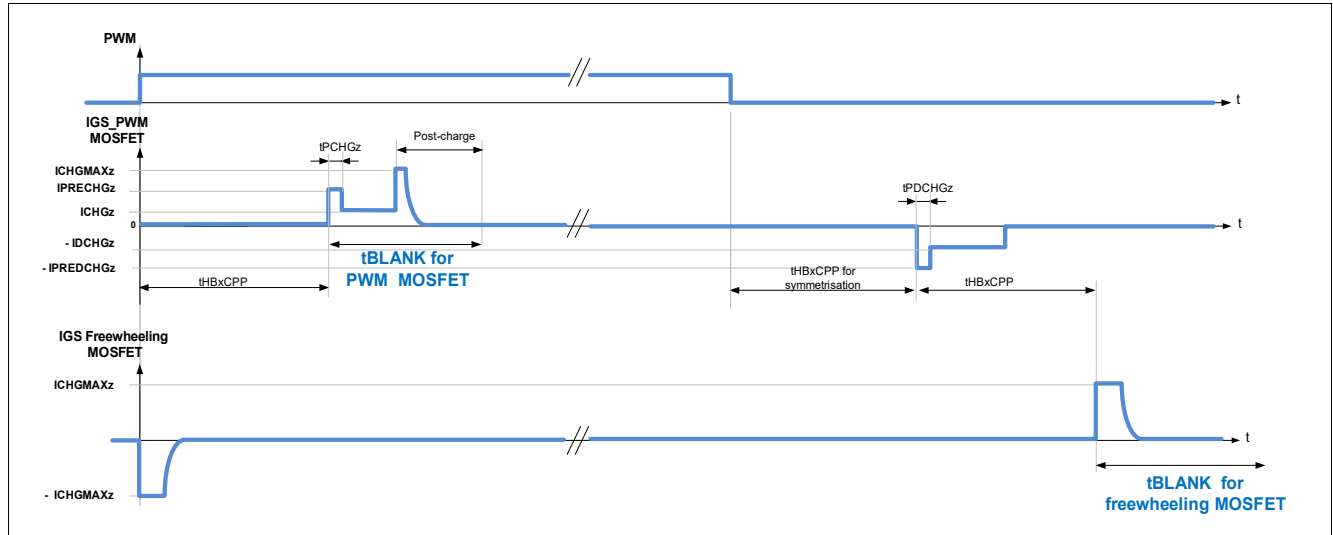 PWM
t
IGS_PWM
MOSFET
ICHGMAXz
IPRECHGz
ICHGz
0
- IDCHGz
- IPREDCHGz
tPCHGz
Post-charge
tBLANK for
PWM MOSFET
tHBxCPP
tPDCHGz
t
tHBxCPP for
symmetrisation
tHBxCPP
IGS Freewheeling
MOSFET
ICHGMAXz
t
- ICHGMAXz
tBLANK for
freewheeling MOSFET